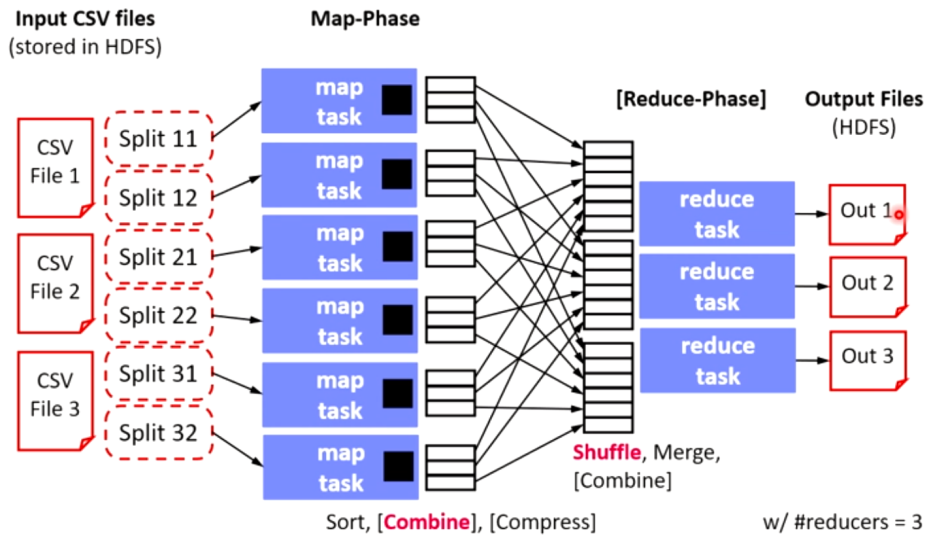 Input CSV files
(stored in HDFS)
Map-Phase
[Reduce-Phase]
Output Files
(HDFS)
CSV
File 1
Split 11
Split 12
CSV
File 2
Split 21
Split 22
CSV
File 3
Split 31
Split 32
map
task
map
task
map
task
map
task
map
task
map
task
reduce
task
reduce
task
reduce
task
Out 1
Out 2
Out 3
Shuffle, Merge,
[Combine]
Sort, [Combine], [Compress]
w/ #reducers = 3